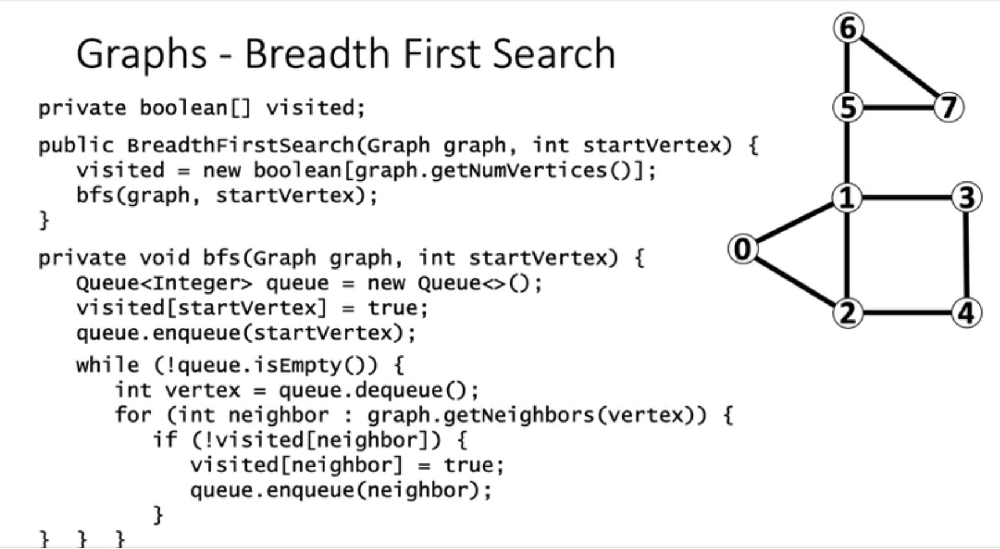 Graphs - Breadth First Search
private boolean[] visited;
public BreadthFirstSearch(Graph graph, int startVertex) {
visited = new boolean[graph.getNumVertices()];
bfs(graph, startVertex);
}
private void bfs(Graph graph, int startVertex) {
Queue<Integer> queue = new Queue<>();
visited[startVertex] = true;
queue.enqueue(startVertex);
while (!queue.isEmpty()) {
int vertex = queue.dequeue();
for (int neighbor : graph.getNeighbors(vertex)) {
if (!visited[neighbor]) {
visited[neighbor] = true;
queue.enqueue(neighbor);
}
} } }
6
5 7
1 3
0
2 4